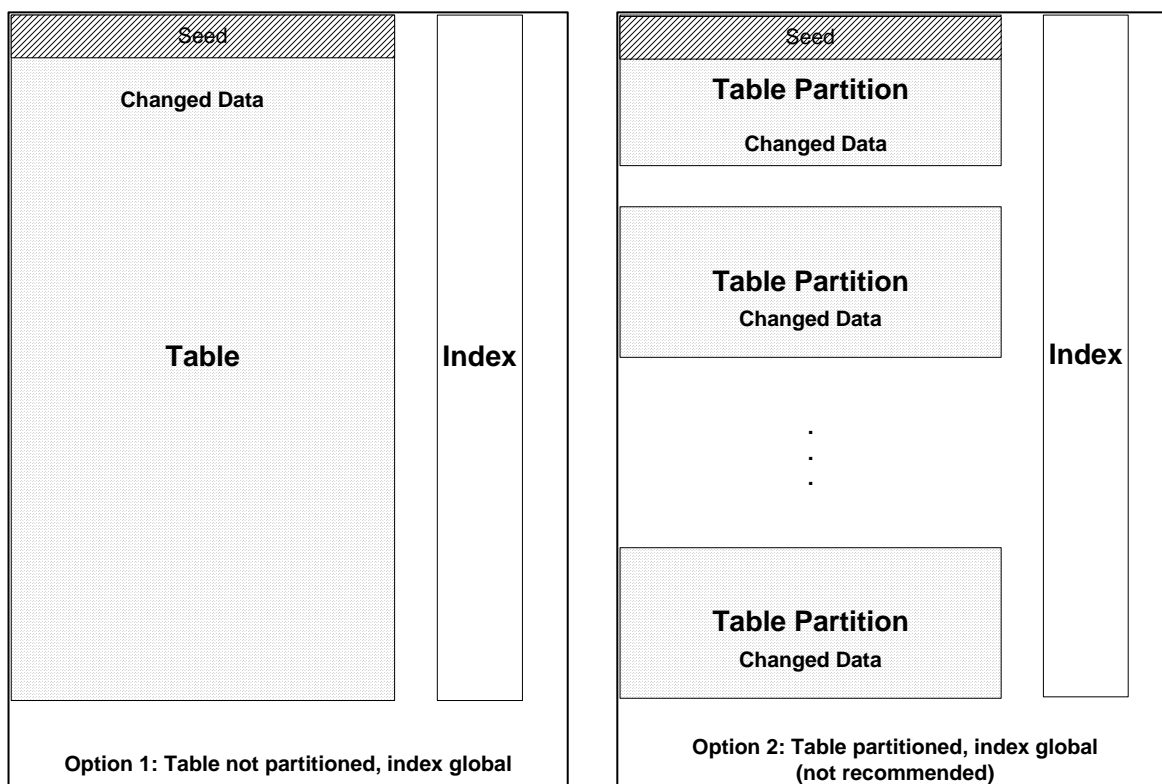 Seed
Changed Data
Table
Index
Option 1: Table not partitioned, index global
Seed
Table Partition
Changed Data
Table Partition
Changed Data
.
.
.
Table Partition
Changed Data
Index
Option 2: Table partitioned, index global
(not recommended)